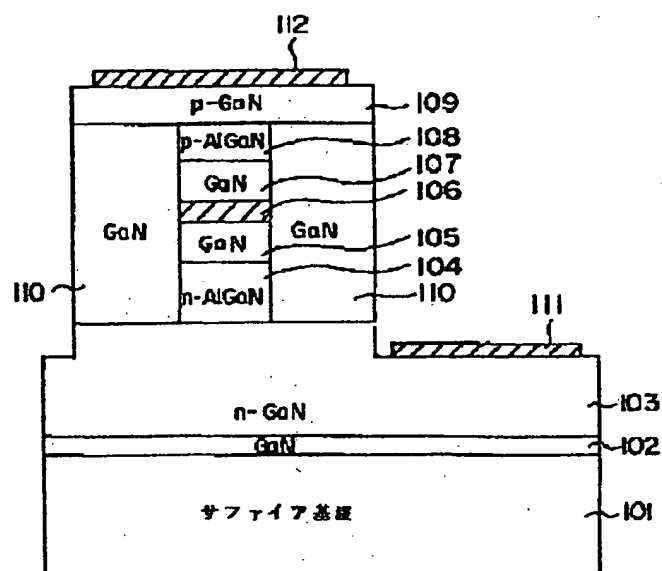 112
p-GaN
109
p-AlGaN
108
107
GaN
106
GaN
GaN
105
GaN
104
110
n-AlGaN
110
111
n-GaN
103
GaN
102
サファイア基板
101